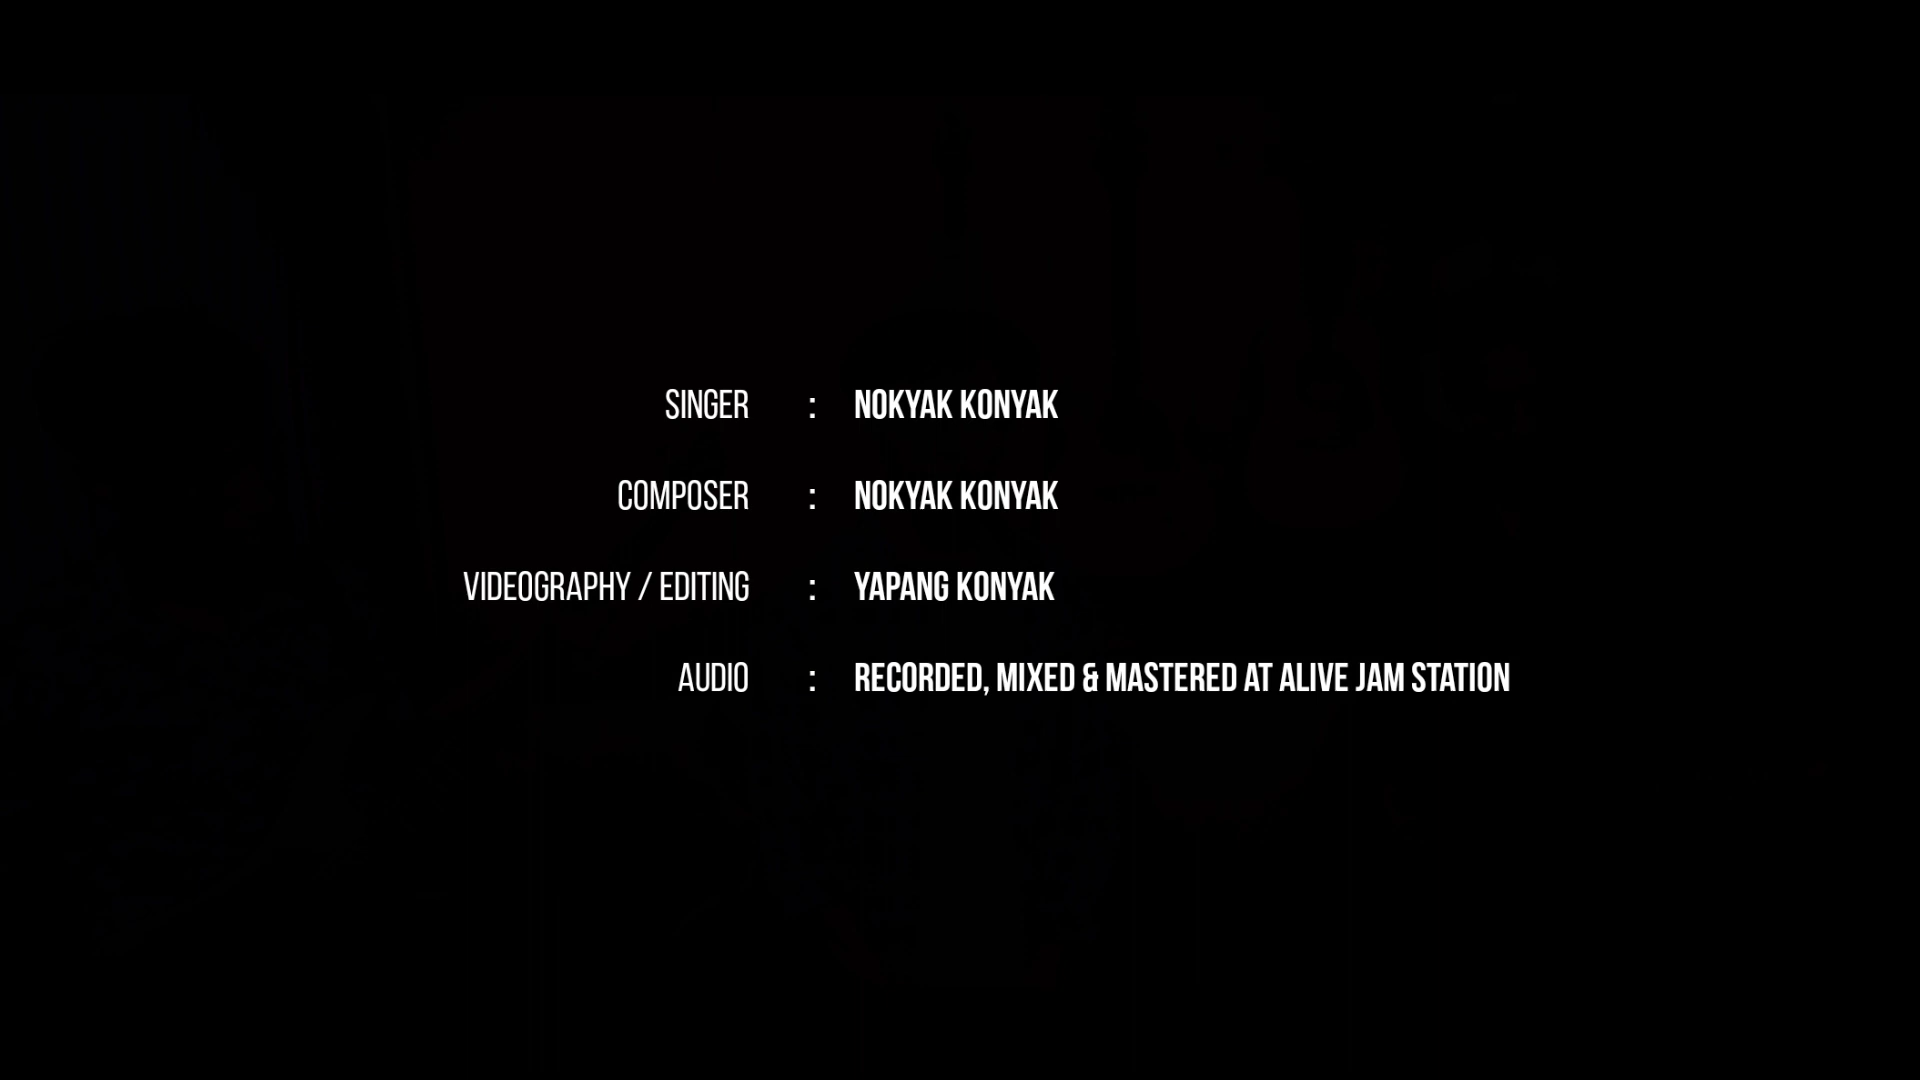 SINGER : NOKYAK KONYAK
COMPOSER : NOKYAK KONYAK
VIDEOGRAPHY / EDITING : YAPANG KONYAK
AUDIO : RECORDED, MIXED & MASTERED AT ALIVE JAM STATION